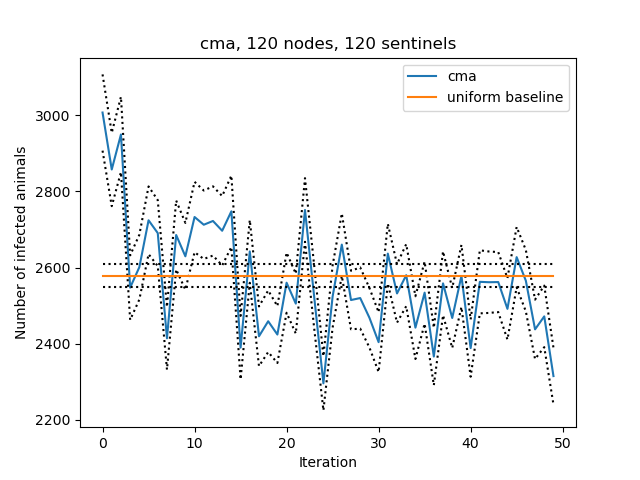 cma, 120 nodes, 120 sentinels
cma
uniform baseline
Number of infected animals
3000
2800
2600
2400
2200
0 10 20 30 40 50
Iteration